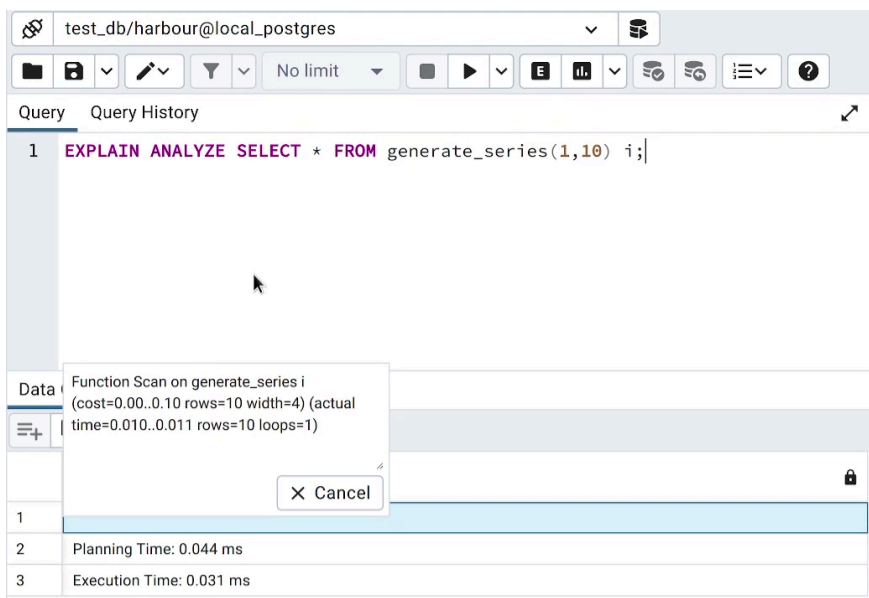 test_db/harbour@local_postgres
No limit
E
Query Query History
1 EXPLAIN ANALYZE SELECT * FROM generate_series(1,10) i;
Data
Function Scan on generate_series i
(cost=0.00..0.10 rows=10 width=4) (actual
time=0.010..0.011 rows=10 loops=1)
Cancel
1
2 Planning Time: 0.044 ms
3 Execution Time: 0.031 ms